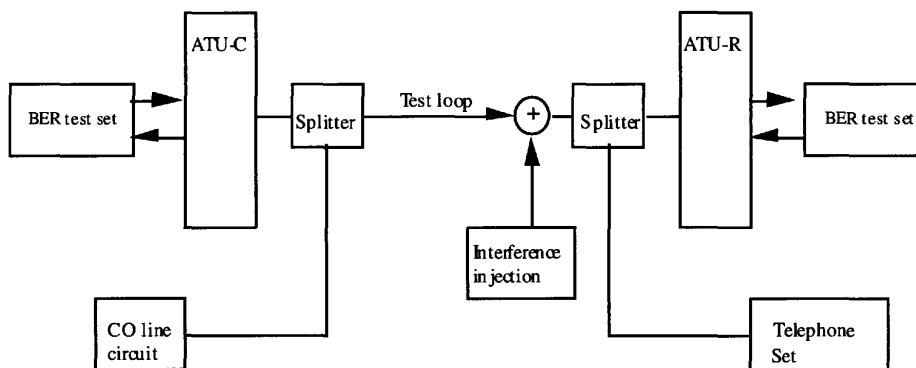 ATU-C
ATU-R
BER test set
Splitter
Test loop
+
Splitter
BER test set
Interference
injection
CO line
circuit
Telephone
Set